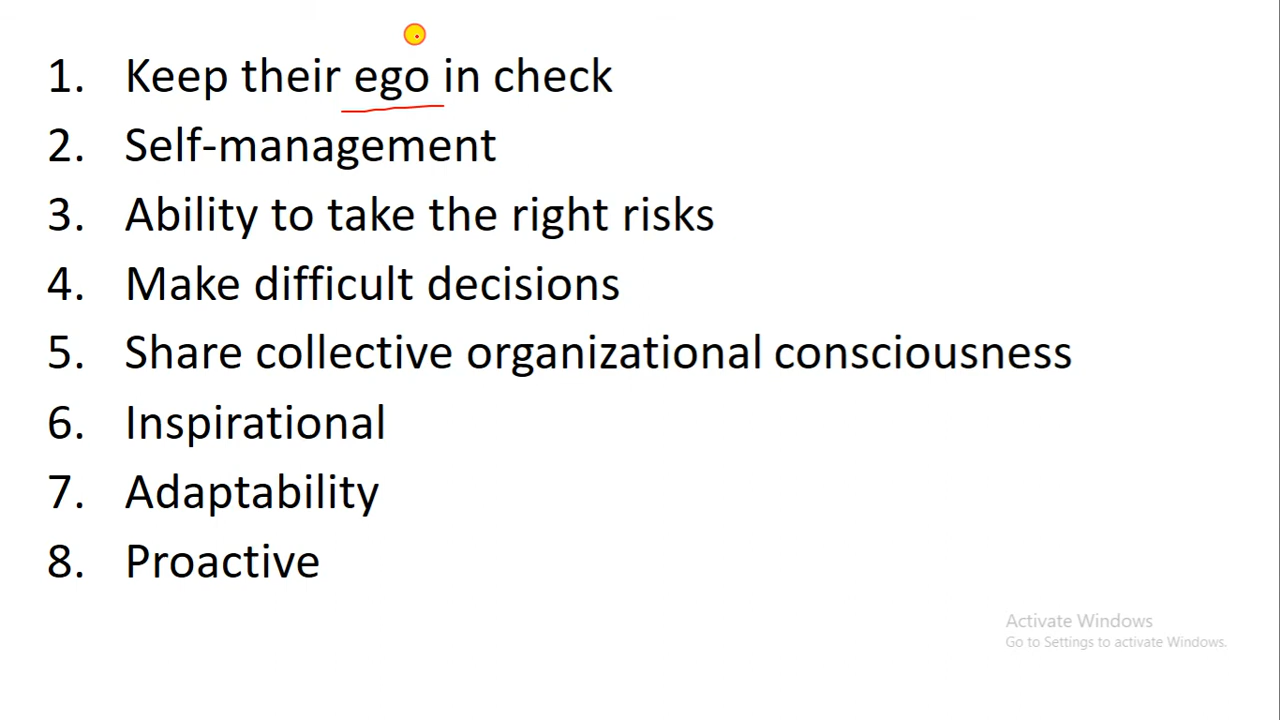 1. Keep their ego in check
2. Self-management
3. Ability to take the right risks
4. Make difficult decisions
5. Share collective organizational consciousness
6. Inspirational
7. Adaptability
8. Proactive
Activate Windows
Go to Settings to activate Windows.